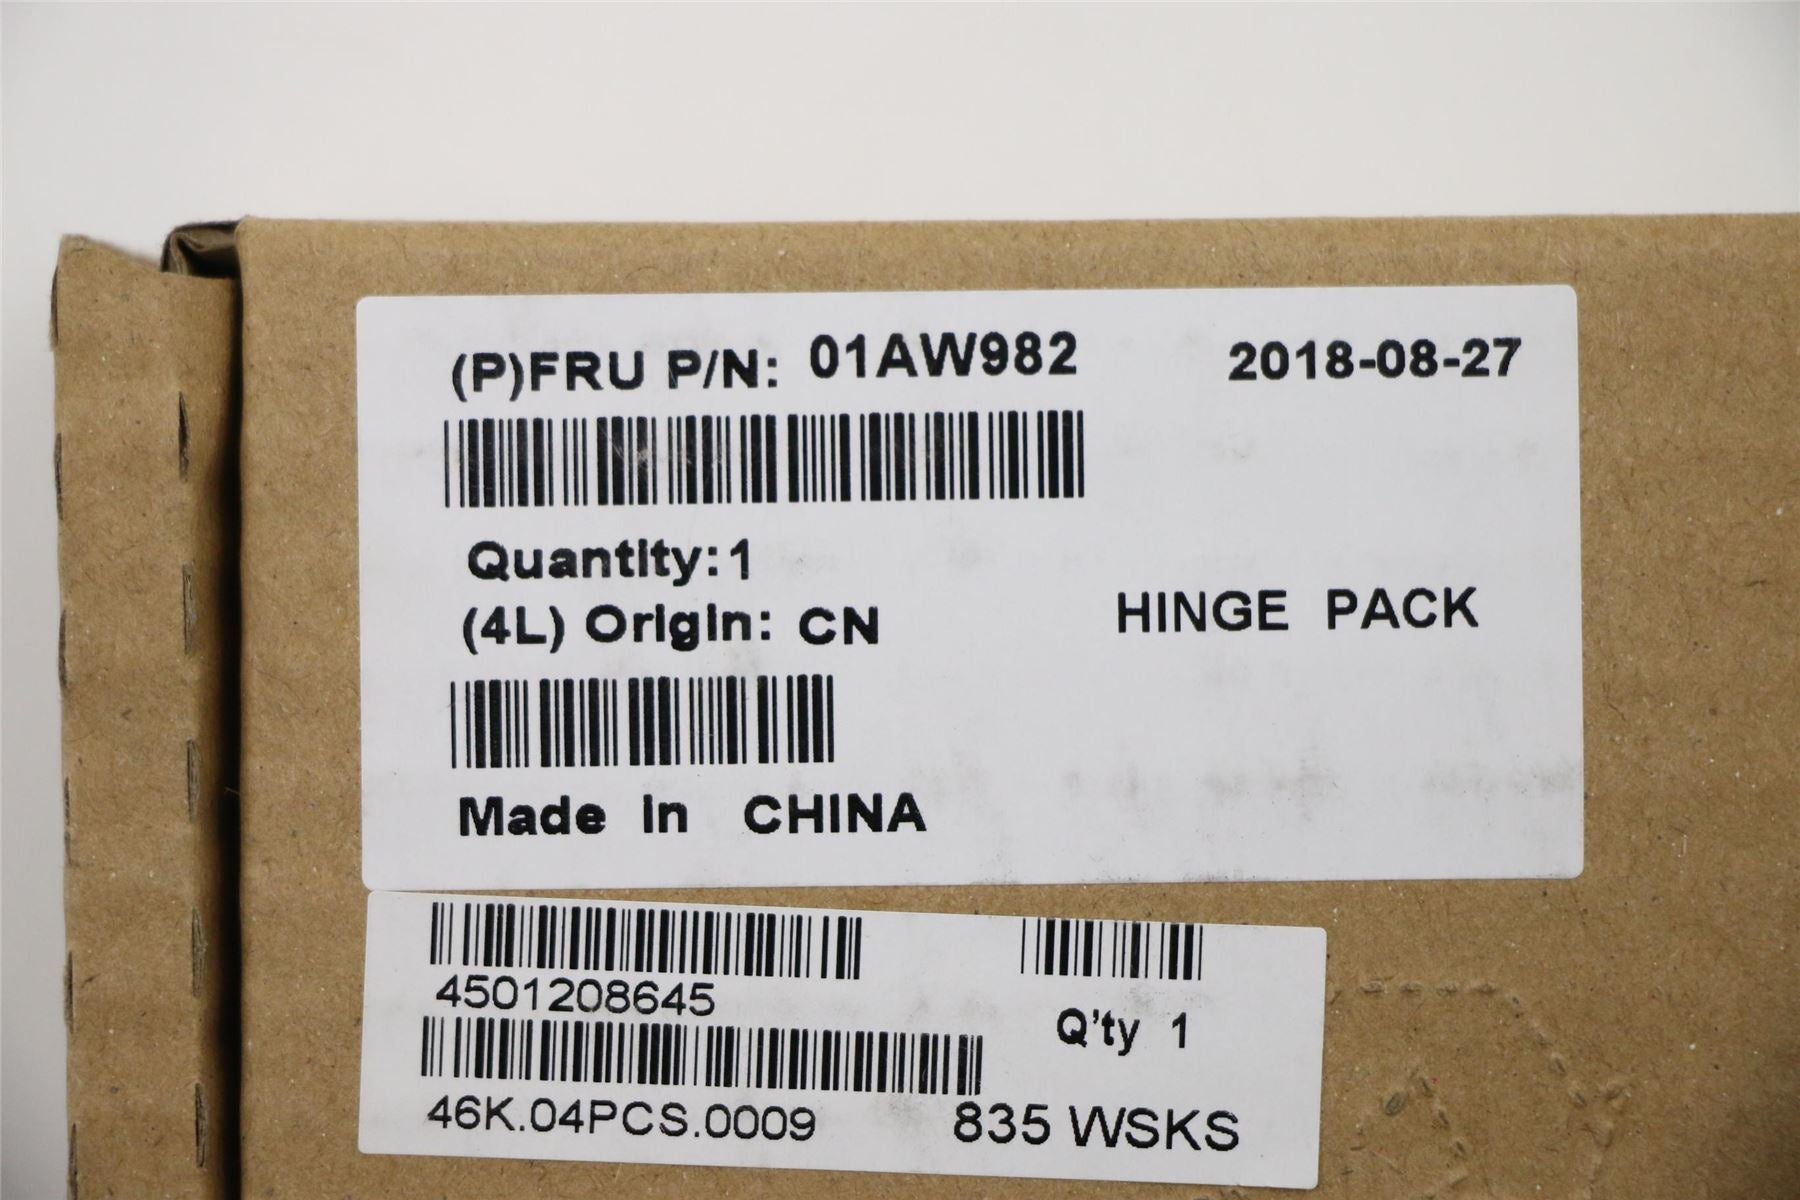 (P)FRU P/N: 01AW982 2018-08-27
Quantity:1
(4L) Origin: CN HINGE PACK
Made in CHINA
4501208645
Q'ty 1
46K.04PCS.0009 835 WSKS